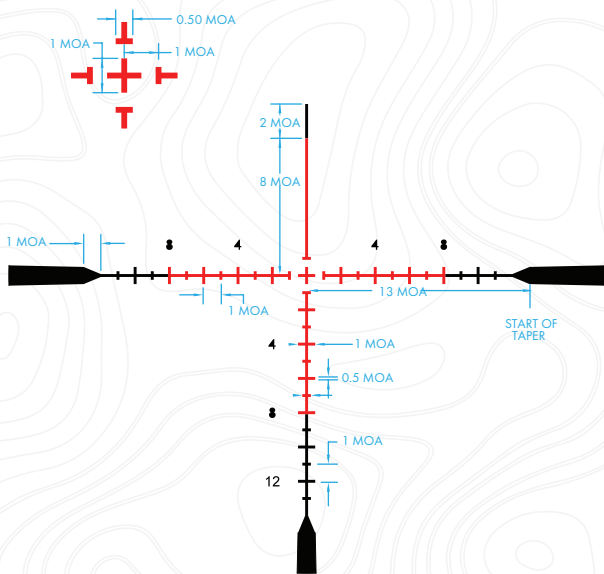 0.50 MOA
1 MOA
1 MOA
2 MOA
8 MOA
1 MOA
8
4
4
8
13 MOA
1 MOA
START OF
TAPER
4
1 MOA
0.5 MOA
8
1 MOA
12